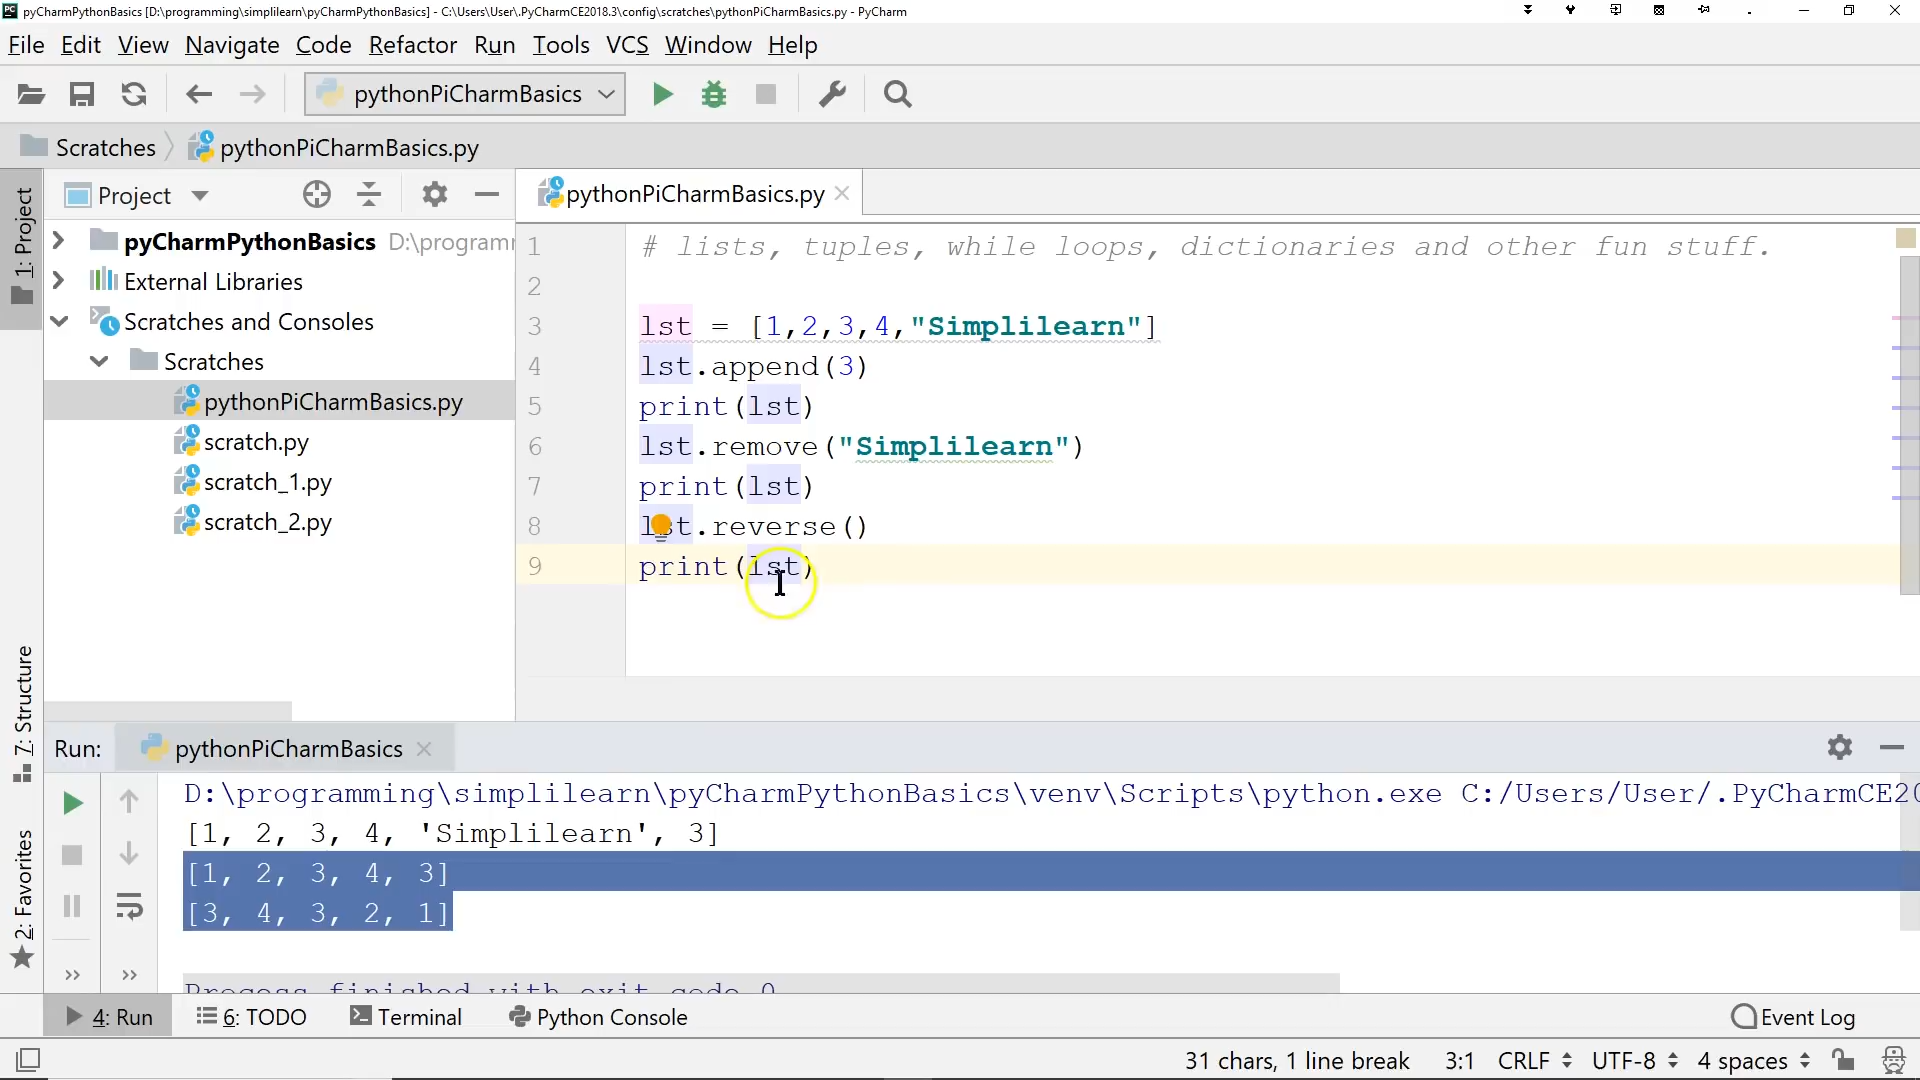 pyCharmPythonBasics [D:\programming\simplilearn\pyCharmPythonBasics] - C:\Users\User\.PyCharmCE2018.3\config\scratches\pythonPiCharmBasics.py - PyCharm
File Edit View Navigate Code Refactor Run Tools VCS Window Help
pythonPiCharmBasics
Scratches pythonPiCharmBasics.py
1: Project
Project
pythonPiCharmBasics.py
pyCharmPythonBasics D:\programm
External Libraries
Scratches and Consoles
Scratches
pythonPiCharmBasics.py
scratch.py
scratch_1.py
scratch_2.py
1 # lists, tuples, while loops, dictionaries and other fun stuff.
2
3 lst = [1,2,3,4,"Simplilearn"]
4 lst.append(3)
5 print(lst)
6 lst.remove("Simplilearn")
7 print(lst)
8 lst.reverse()
9 print(lst)
7: Structure
2: Favorites
Run: pythonPiCharmBasics
D:\programming\simplilearn\pyCharmPythonBasics\venv\Scripts\python.exe C:/Users/User/.PyCharmCE20
[1, 2, 3, 4, 'Simplilearn', 3]
[1, 2, 3, 4, 3]
[3, 4, 3, 2, 1]
Process finished with exit code 0
4: Run 6: TODO Terminal Python Console Event Log
31 chars, 1 line break 3:1 CRLF UTF-8 4 spaces